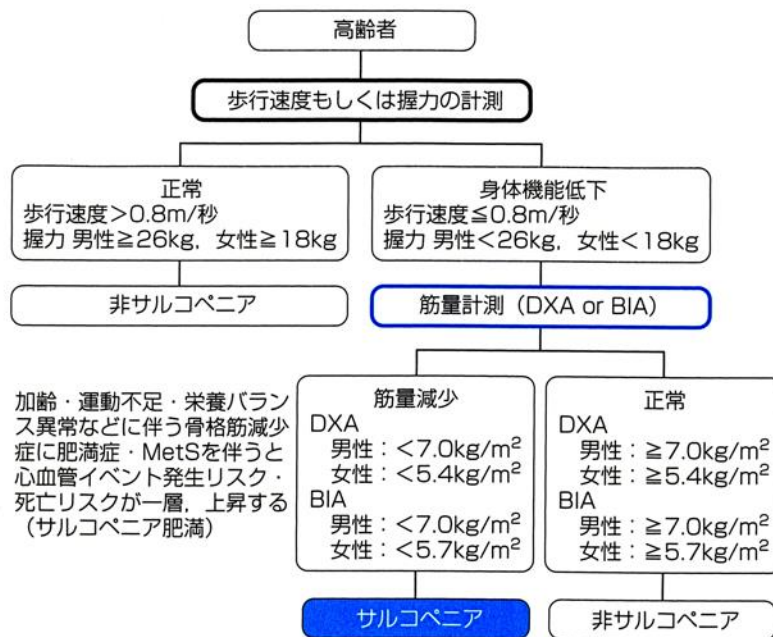 高齢者
歩行速度もしくは握力の計測
正常
歩行速度＞0.8m/秒
握力 男性≧26kg，女性≧18kg
身体機能低下
歩行速度≦0.8m/秒
握力 男性＜26kg，女性＜18kg
非サルコペニア
筋量計測（DXA or BIA）
加齢・運動不足・栄養バラン
ス異常などに伴う骨格筋減少
症に肥満症・MetSを伴うと
心血管イベント発生リスク・
死亡リスクが一層，上昇する
（サルコペニア肥満）
筋量減少
DXA
男性：＜7.0kg/m²
女性：＜5.4kg/m²
BIA
男性：＜7.0kg/m²
女性：＜5.7kg/m²
正常
DXA
男性：≧7.0kg/m²
女性：≧5.4kg/m²
BIA
男性：≧7.0kg/m²
女性：≧5.7kg/m²
サルコペニア
非サルコペニア